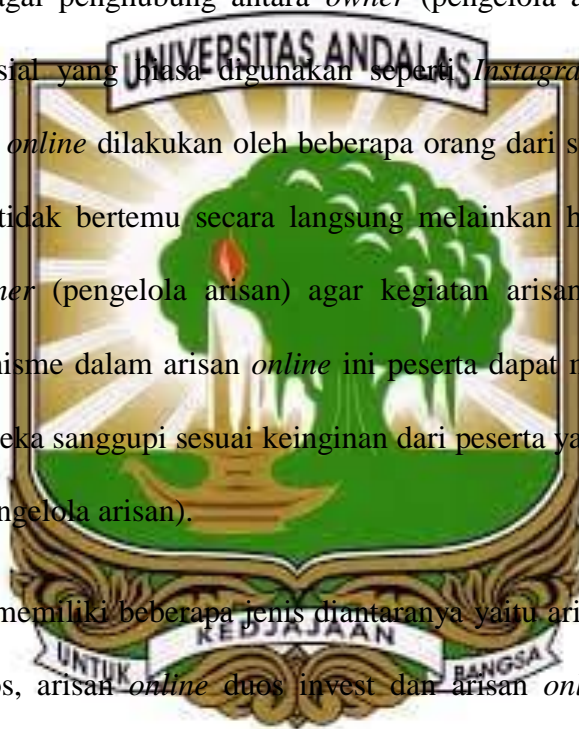 agar penghubung antara owner (pengelola a
UNIVERSITAS ANDALAS
sial yang biasa digunakan seperti Instagra
online dilakukan oleh beberapa orang dari s
tidak bertemu secara langsung melainkan h
ner (pengelola arisan) agar kegiatan arisan
nisme dalam arisan online ini peserta dapat
eka sanggupi sesuai keinginan dari peserta ya
ngelola arisan).
memiliki beberapa jenis diantaranya yaitu ari
KEDJAJAAN
UNTUK BANGSA
os, arisan online duos invest dan arisan onl